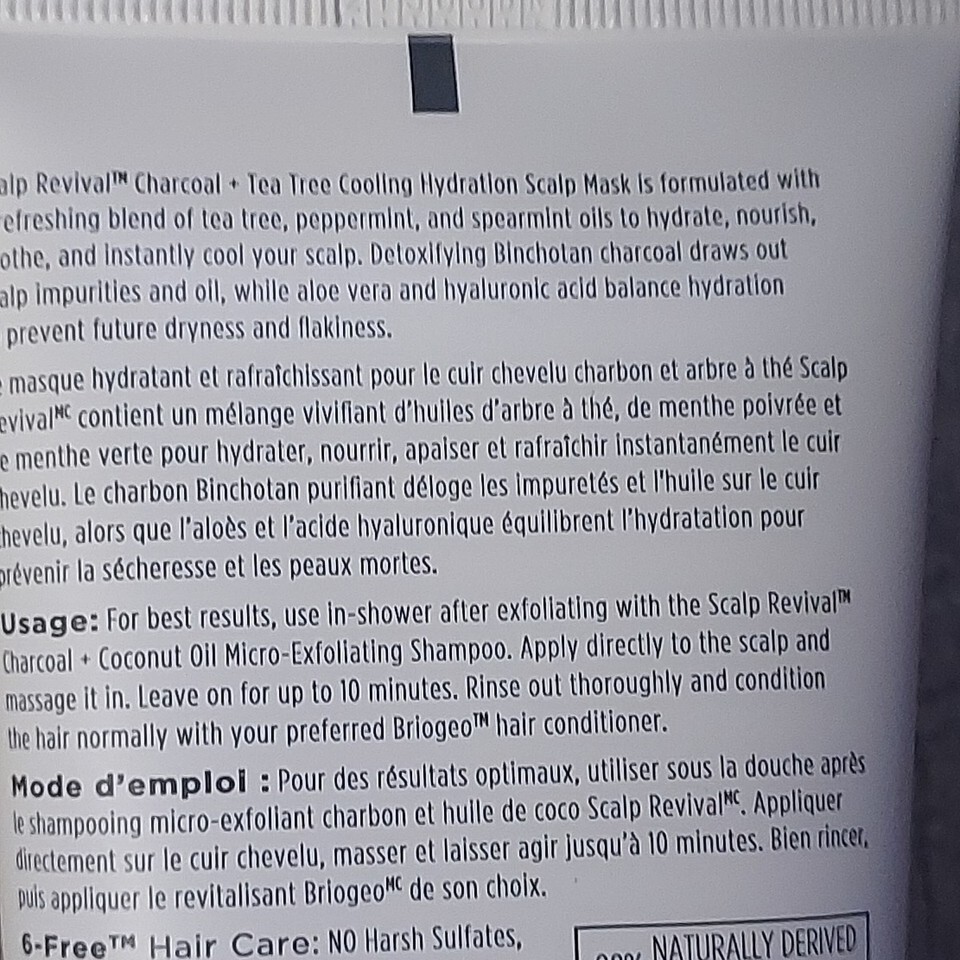 alp Revival™ Charcoal + Tea Tree Cooling Hydration Scalp Mask is formulated with
efreshing blend of tea tree, peppermint, and spearmint oils to hydrate, nourish,
othe, and instantly cool your scalp. Detoxifying Binchotan charcoal draws out
alp impurities and oil, while aloe vera and hyaluronic acid balance hydration
prevent future dryness and flakiness.
masque hydratant et rafraîchissant pour le cuir chevelu charbon et arbre à thé Scalp
evivalMC contient un mélange vivifiant d'huiles d'arbre à thé, de menthe poivrée et
e menthe verte pour hydrater, nourrir, apaiser et rafraîchir instantanément le cuir
hevelu. Le charbon Binchotan purifiant déloge les impuretés et l'huile sur le cuir
hevelu, alors que l'aloès et l'acide hyaluronique équilibrent l'hydratation pour
prévenir la sécheresse et les peaux mortes.
Usage: For best results, use in-shower after exfoliating with the Scalp Revival™
Charcoal + Coconut Oil Micro-Exfoliating Shampoo. Apply directly to the scalp and
massage it in. Leave on for up to 10 minutes. Rinse out thoroughly and condition
the hair normally with your preferred Briogeo™ hair conditioner.
Mode d'emploi : Pour des résultats optimaux, utiliser sous la douche après
le shampooing micro-exfoliant charbon et huile de coco Scalp RevivalMC. Appliquer
directement sur le cuir chevelu, masser et laisser agir jusqu'à 10 minutes. Bien rincer,
puis appliquer le revitalisant BriogeoMC de son choix.
6-Free™ Hair Care: NO Harsh Sulfates,
NATURALLY DERIVED